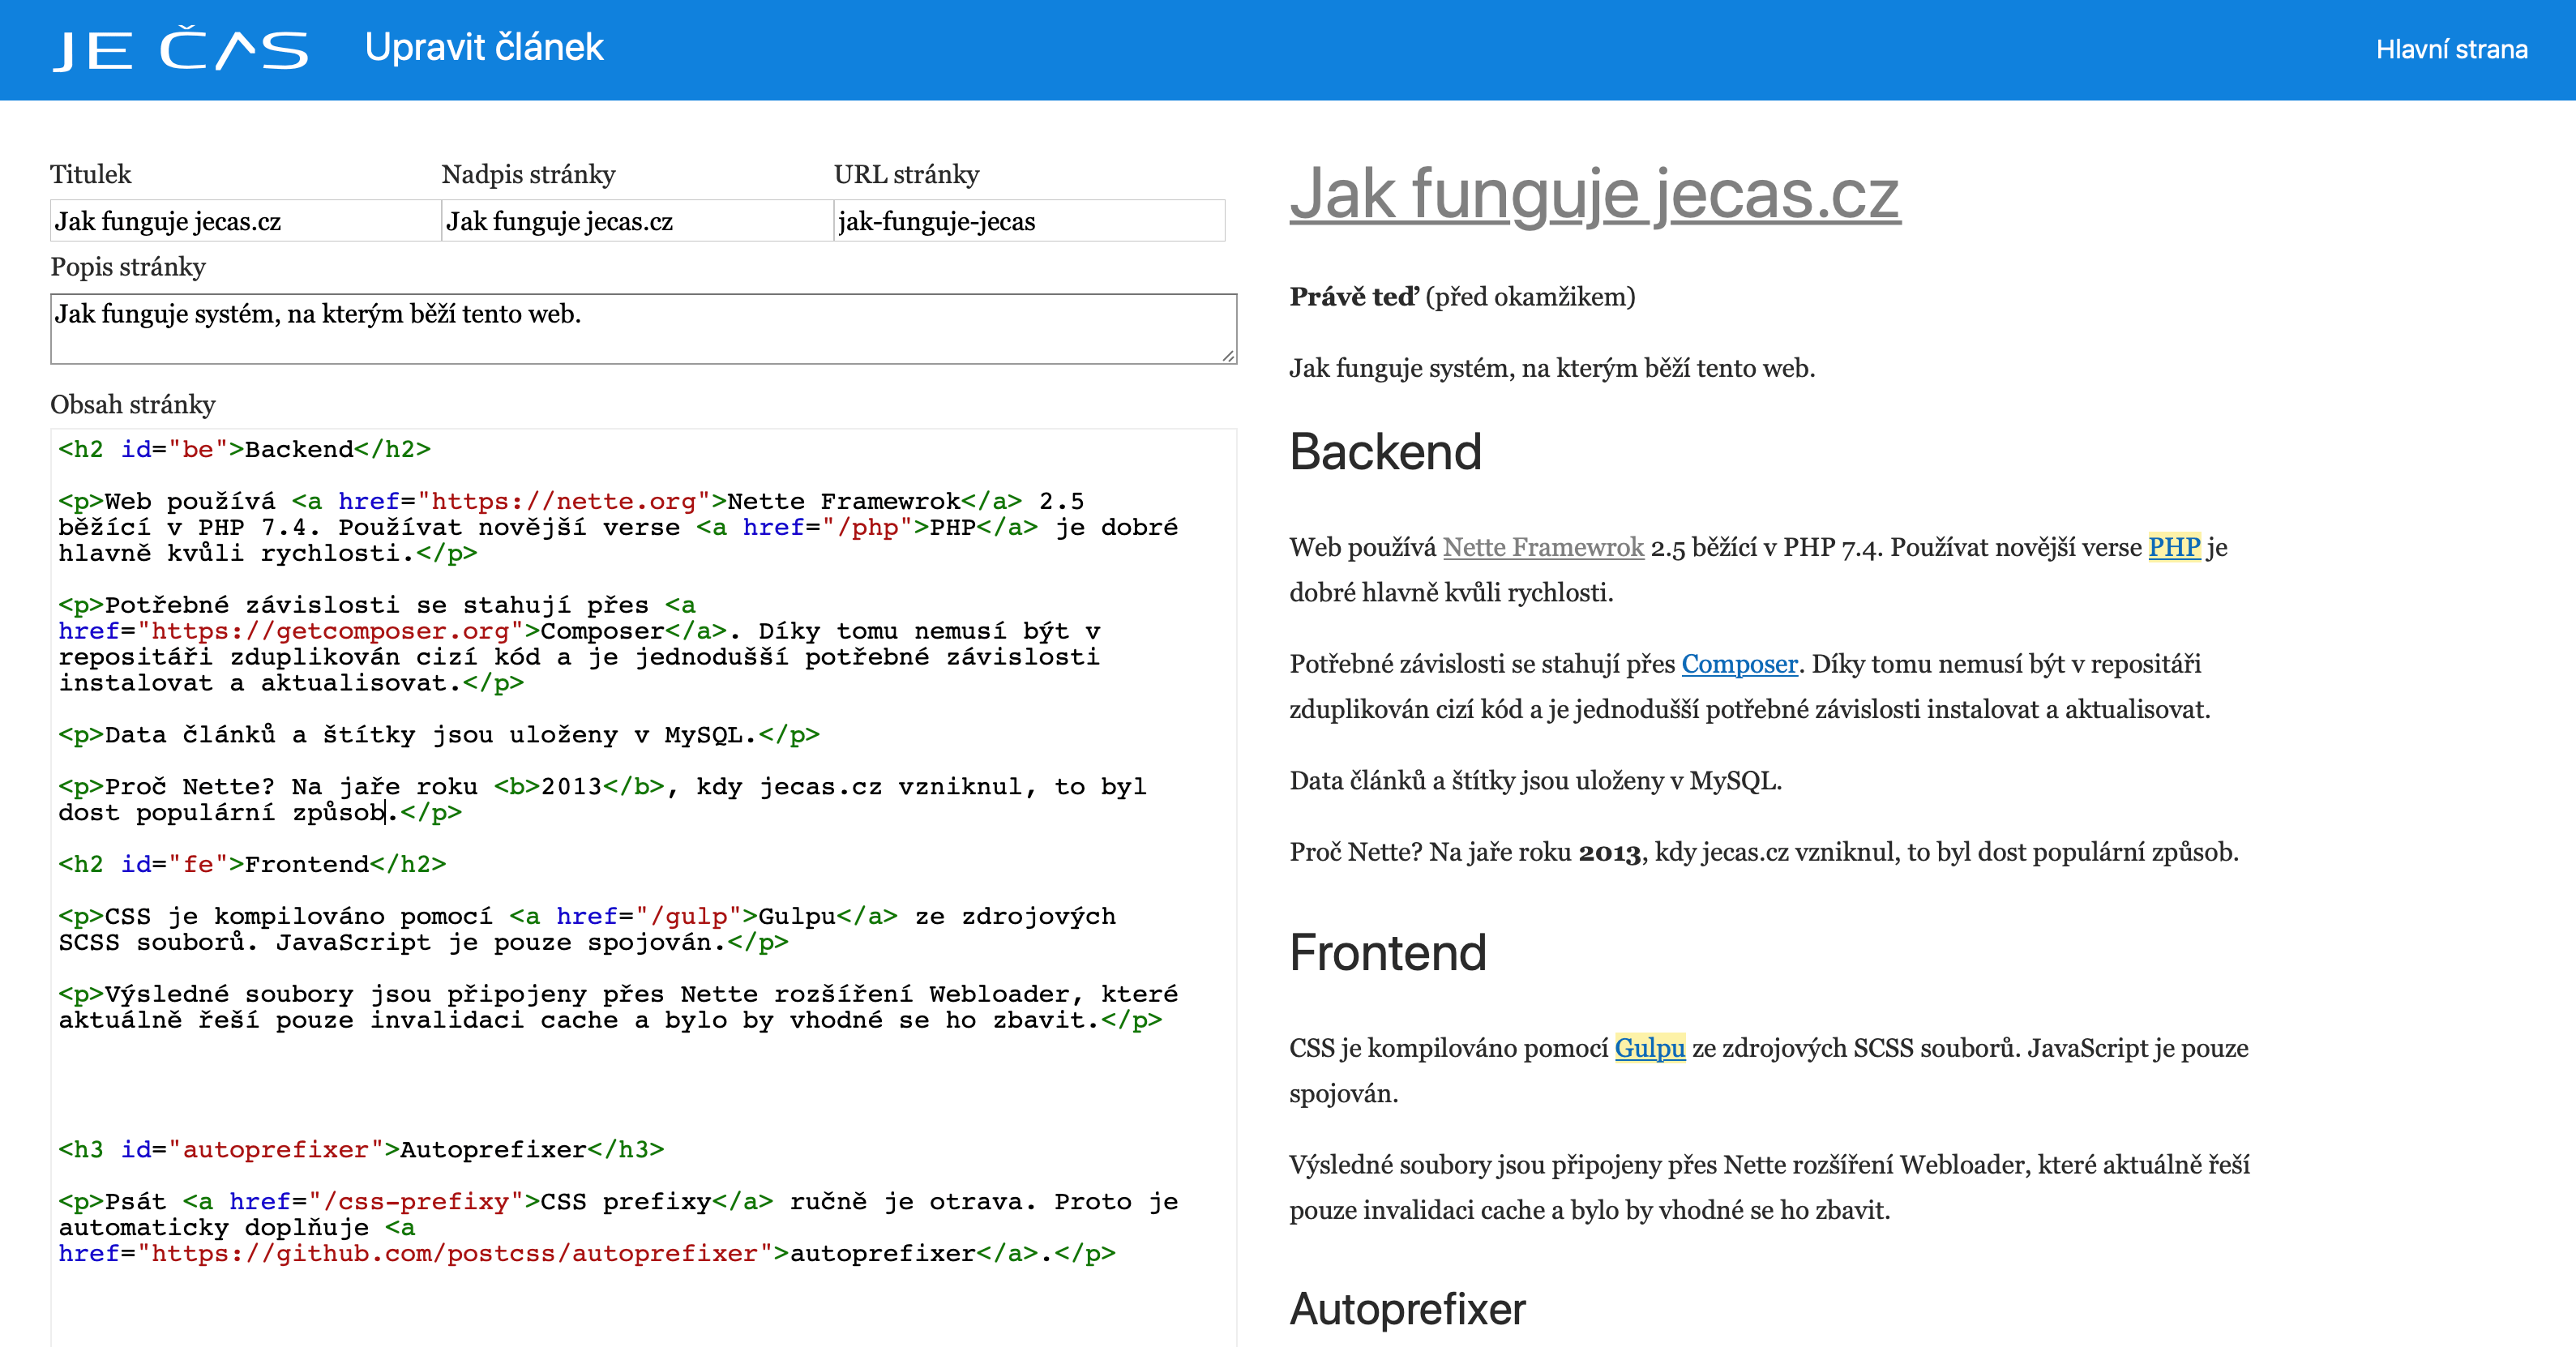 JE ČAS
Upravit článek
Hlavní strana
Titulek
Nadpis stránky
URL stránky
Jak funguje jecas.cz
Jak funguje jecas.cz
jak-funguje-jecas
Popis stránky
Jak funguje systém, na kterým běží tento web.
Obsah stránky
<h2 id="be">Backend</h2>
<p>Web používá <a href="https://nette.org">Nette Framewrok</a> 2.5
běžící v PHP 7.4. Používat novější verse <a href="/php">PHP</a> je dobré
hlavně kvůli rychlosti.</p>
<p>Potřebné závislosti se stahují přes <a
href="https://getcomposer.org">Composer</a>. Díky tomu nemusí být v
repositáři zduplikován cizí kód a je jednodušší potřebné závislosti
instalovat a aktualisovat.</p>
<p>Data článků a štítky jsou uloženy v MySQL.</p>
<p>Proč Nette? Na jaře roku <b>2013</b>, kdy jecas.cz vzniknul, to byl
dost populární způsob.</p>
<h2 id="fe">Frontend</h2>
<p>CSS je kompilováno pomocí <a href="/gulp">Gulpu</a> ze zdrojových
SCSS souborů. JavaScript je pouze spojován.</p>
<p>Výsledné soubory jsou připojeny přes Nette rozšíření Webloader, které
aktuálně řeší pouze invalidaci cache a bylo by vhodné se ho zbavit.</p>
<h3 id="autoprefixer">Autoprefixer</h3>
<p>Psát <a href="/css-prefixy">CSS prefixy</a> ručně je otrava. Proto je
automaticky doplňuje <a
href="https://github.com/postcss/autoprefixer">autoprefixer</a>.</p>
Jak funguje jecas.cz
Právě teď (před okamžikem)
Jak funguje systém, na kterým běží tento web.
Backend
Web používá Nette Framewrok 2.5 běžící v PHP 7.4. Používat novější verse PHP je
dobré hlavně kvůli rychlosti.
Potřebné závislosti se stahují přes Composer. Díky tomu nemusí být v repositáři
zduplikován cizí kód a je jednodušší potřebné závislosti instalovat a aktualisovat.
Data článků a štítky jsou uloženy v MySQL.
Proč Nette? Na jaře roku 2013, kdy jecas.cz vzniknul, to byl dost populární způsob.
Frontend
CSS je kompilováno pomocí Gulpu ze zdrojových SCSS souborů. JavaScript je pouze
spojován.
Výsledné soubory jsou připojeny přes Nette rozšíření Webloader, které aktuálně řeší
pouze invalidaci cache a bylo by vhodné se ho zbavit.
Autoprefixer